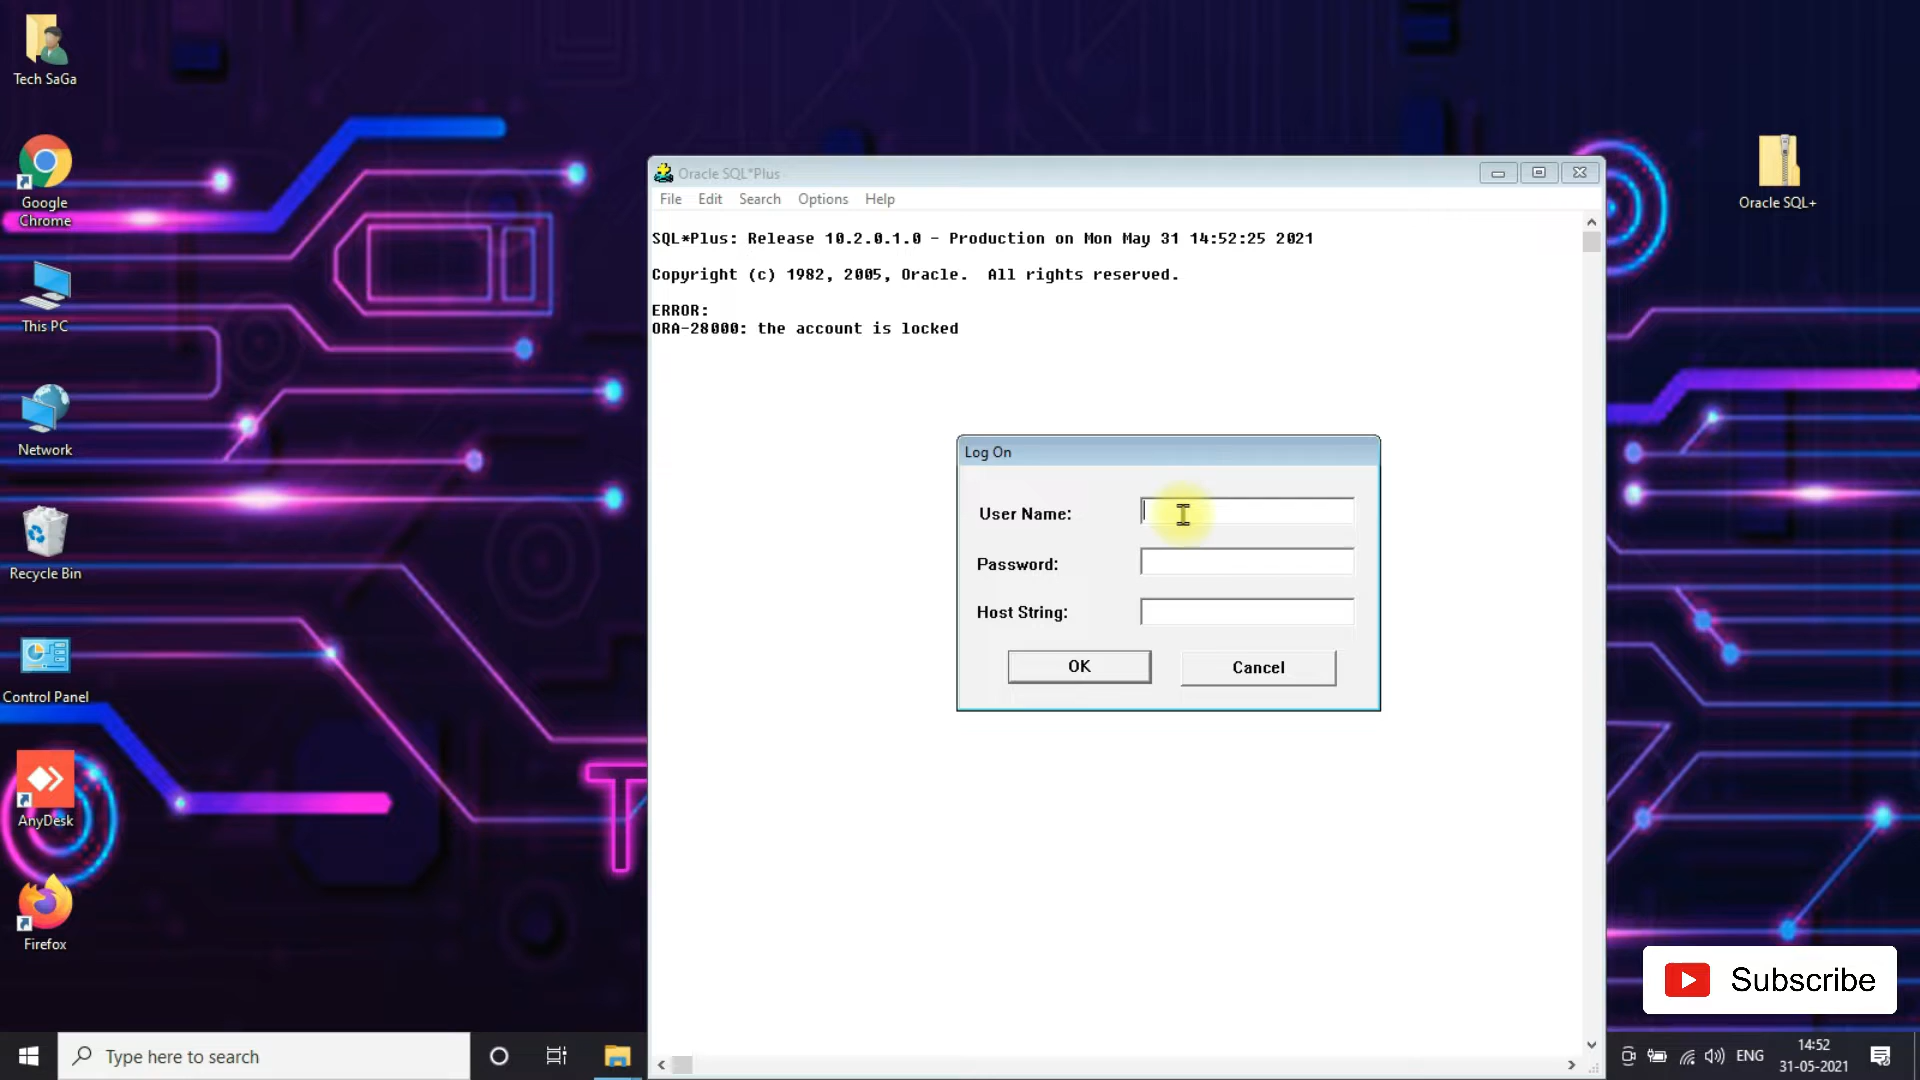 Tech SaGa
Google
Chrome
This PC
Network
Recycle Bin
Control Panel
AnyDesk
Firefox
Oracle SQL+
Oracle SQL*Plus
File Edit Search Options Help
SQL*Plus: Release 10.2.0.1.0 - Production on Mon May 31 14:52:25 2021
Copyright (c) 1982, 2005, Oracle.  All rights reserved.
ERROR:
ORA-28000: the account is locked
Log On
User Name:
Password:
Host String:
OK Cancel
T
Subscribe
Type here to search
ENG
14:52
31-05-2021